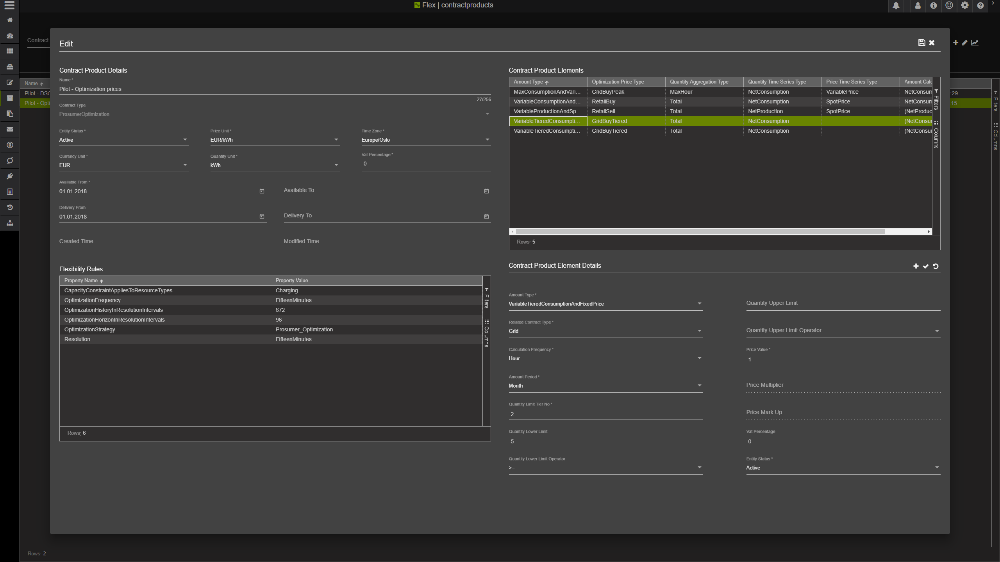 Flex | contractproducts
Contract
Edit
Contract Product Details
Name *
Pilot - Optimization prices
27/256
Contract Type
ProsumerOptimization
Entity Status * Price Unit * Time Zone *
Active EUR/kWh Europe/Oslo
Currency Unit * Quantity Unit * Vat Percentage *
EUR kWh 0
Available From *
01.01.2018 Available To
Delivery From
01.01.2018 Delivery To
Created Time Modified Time
Flexibility Rules
Property Name Property Value
CapacityConstraintAppliesToResourceTypes Charging
OptimizationFrequency FifteenMinutes
OptimizationHistoryInResolutionIntervals 672
OptimizationHorizonInResolutionIntervals 96
OptimizationStrategy Prosumer_Optimization
Resolution FifteenMinutes
Filters
Columns
Rows: 6
Contract Product Elements
Amount Type Optimization Price Type Quantity Aggregation Type Quantity Time Series Type Price Time Series Type Amount Calc
MaxConsumptionAndVari... GridBuyPeak MaxHour NetConsumption VariablePrice NetConsum
VariableConsumptionAnd... RetailBuy Total NetConsumption SpotPrice NetConsum
VariableProductionAndSp... RetailSell Total NetProduction SpotPrice (NetProduc
VariableTieredConsumpti... GridBuyTiered Total NetConsumption (NetConsur
VariableTieredConsumpti... GridBuyTiered Total NetConsumption (NetConsur
Filters
Columns
Rows: 5
Contract Product Element Details
Amount Type *
VariableTieredConsumptionAndFixedPrice Quantity Upper Limit
Related Contract Type *
Grid Quantity Upper Limit Operator
Calculation Frequency * Price Value *
Hour 1
Amount Period *
Month Price Multiplier
Quantity Limit Tier No *
2 Price Mark Up
Quantity Lower Limit Vat Percentage
5 0
Quantity Lower Limit Operator Entity Status *
>= Active
Name
Pilot - DSO :29
Pilot - Opti :15
Filters
Columns
Rows: 2